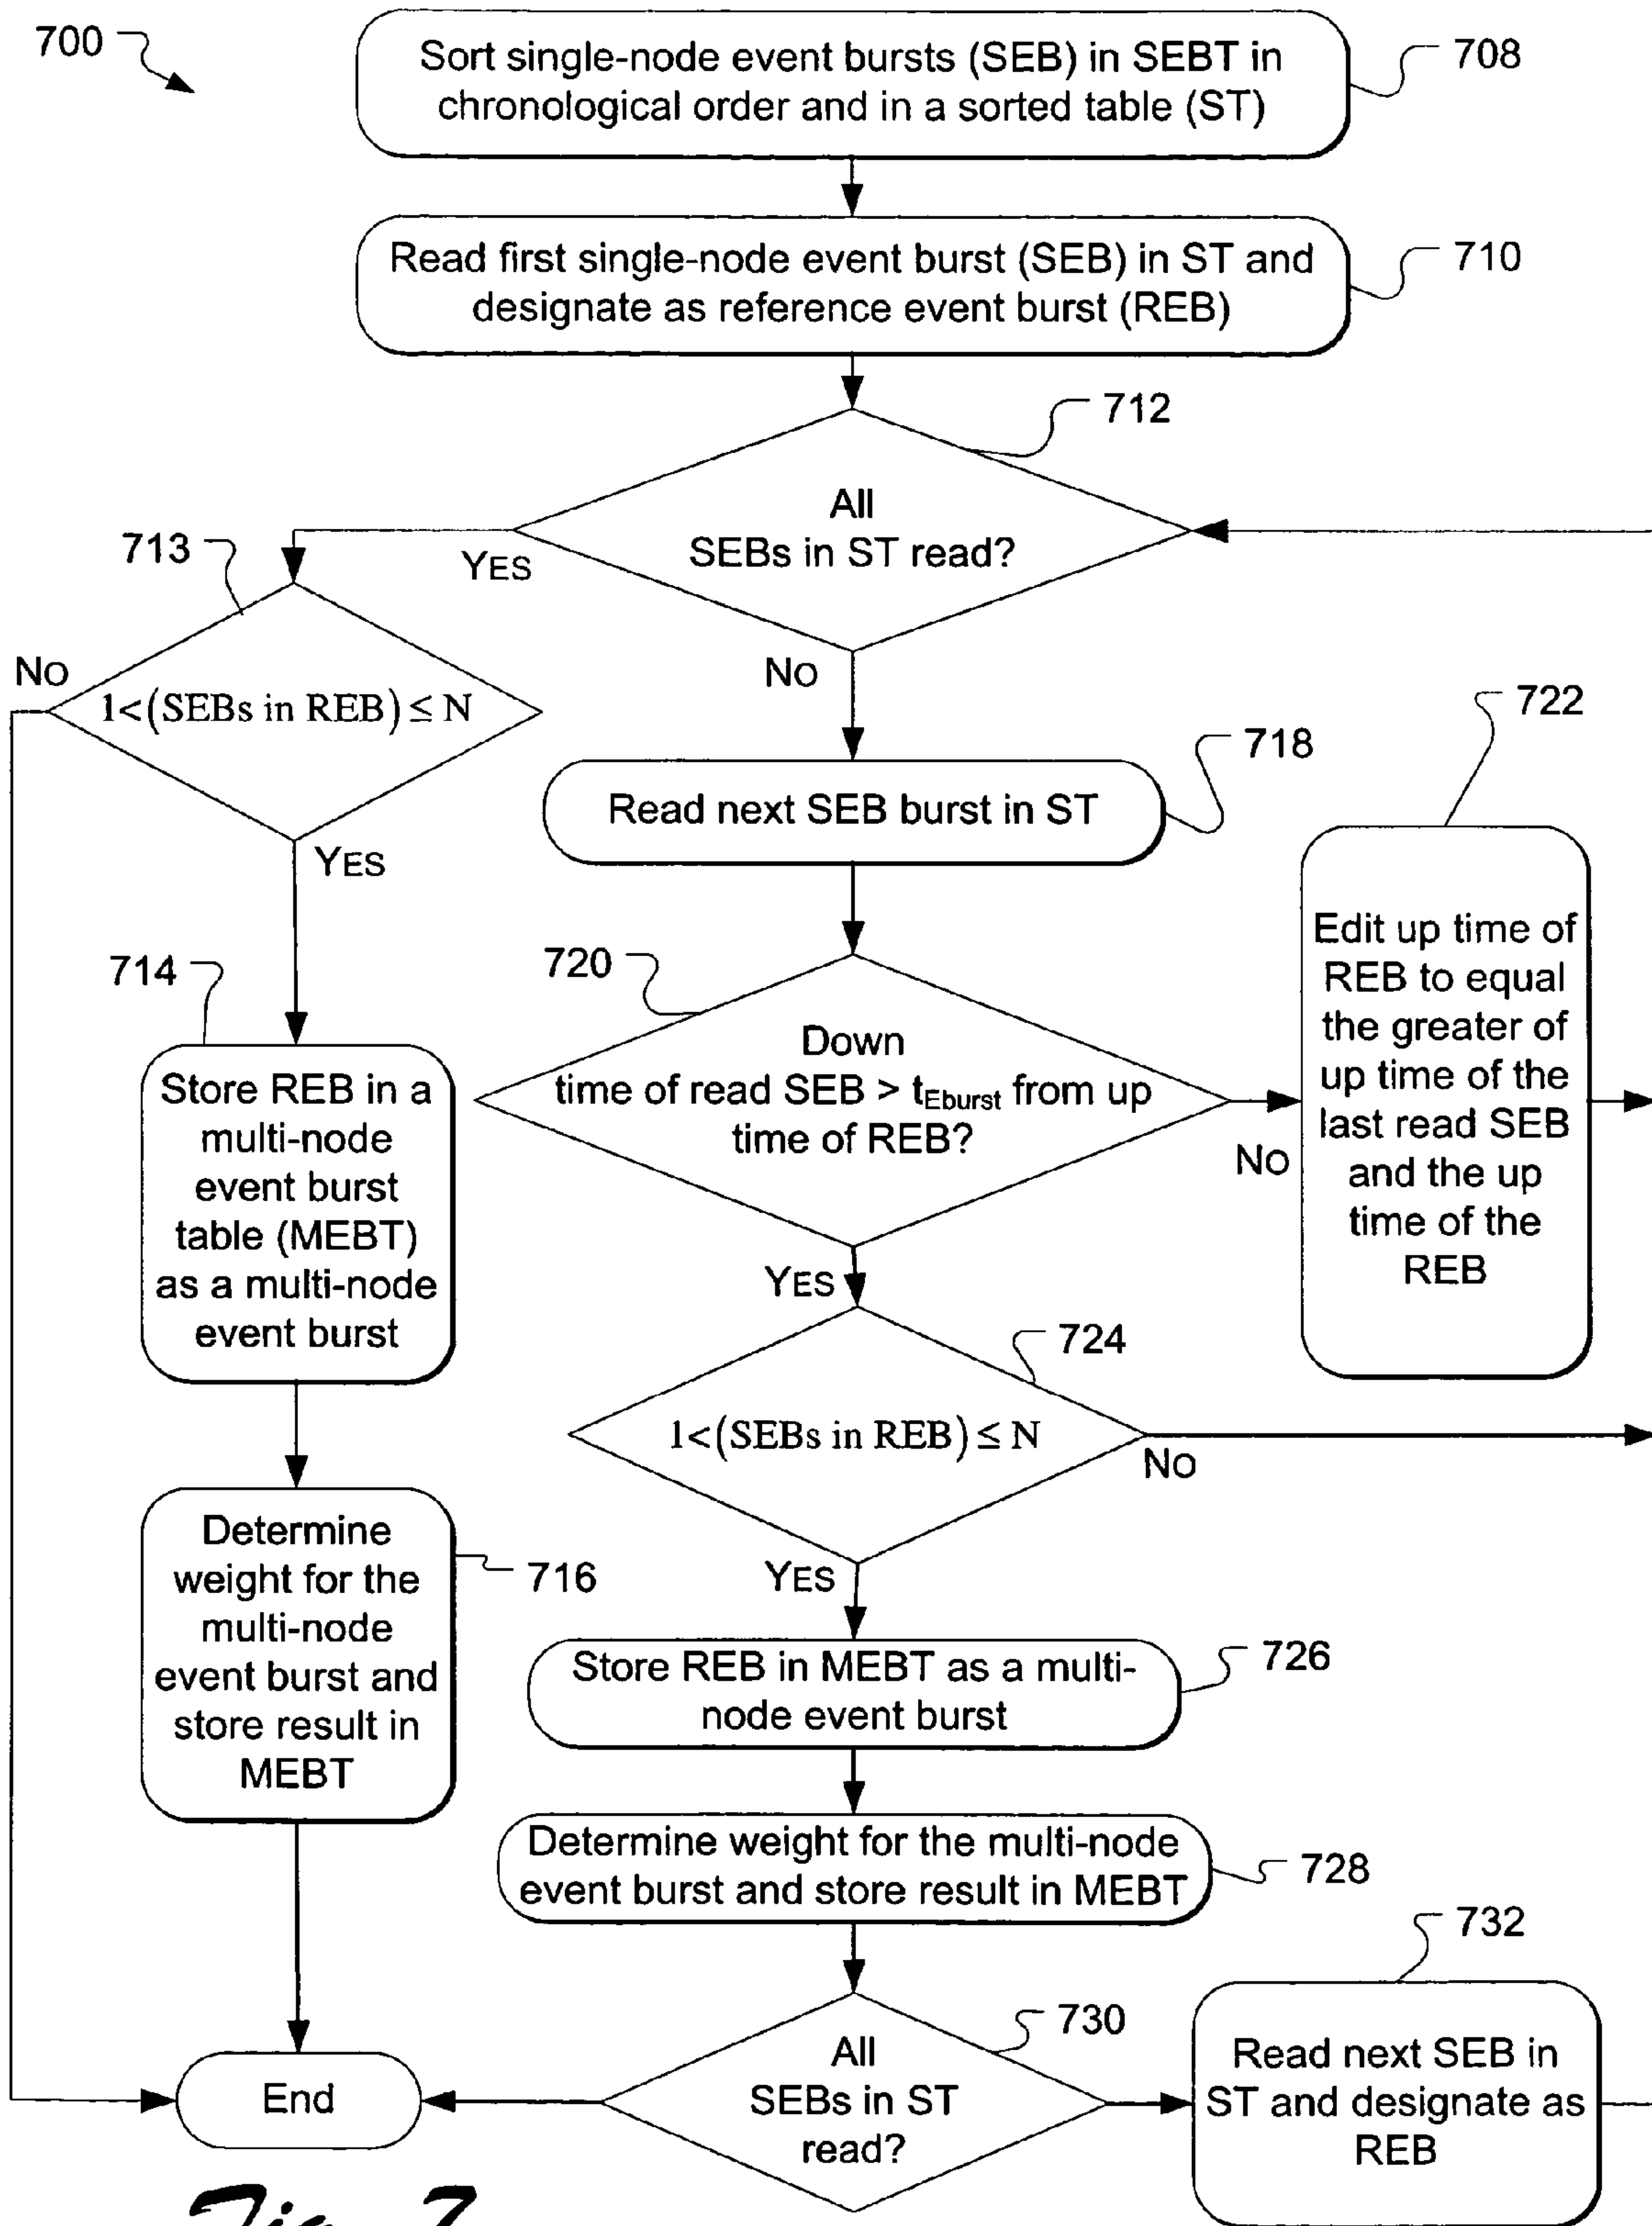 700
Sort single-node event bursts (SEB) in SEBT in
chronological order and in a sorted table (ST)
708
Read first single-node event burst (SEB) in ST and
designate as reference event burst (REB)
710
712
All
SEBs in ST read?
YES
NO
713
1<(SEBs in REB) ≤ N
NO
YES
718
Read next SEB burst in ST
722
Edit up time of
REB to equal
the greater of
up time of the
last read SEB
and the up
time of the
REB
720
Down
time of read SEB > tEburst from up
time of REB?
NO
YES
714
Store REB in a
multi-node
event burst
table (MEBT)
as a multi-node
event burst
724
1<(SEBs in REB) ≤ N
NO
YES
716
Determine
weight for the
multi-node
event burst and
store result in
MEBT
726
Store REB in MEBT as a multi-
node event burst
728
Determine weight for the multi-node
event burst and store result in MEBT
730
All
SEBs in ST
read?
732
Read next SEB in
ST and designate as
REB
End
Fig. 7